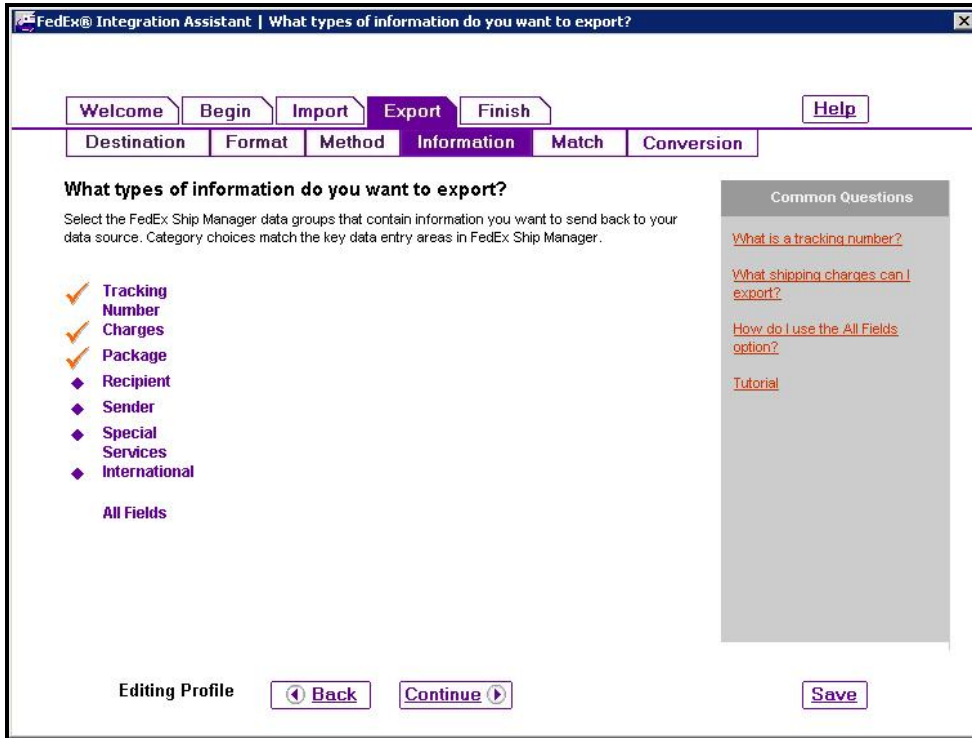 FedEx® Integration Assistant | What types of information do you want to export?
Welcome Begin Import Export Finish Help
Destination Format Method Information Match Conversion
What types of information do you want to export?
Select the FedEx Ship Manager data groups that contain information you want to send back to your
data source. Category choices match the key data entry areas in FedEx Ship Manager.
Tracking
Number
Charges
Package
Recipient
Sender
Special
Services
International
All Fields
Common Questions
What is a tracking number?
What shipping charges can I
export?
How do I use the All Fields
option?
Tutorial
Editing Profile Back Continue Save